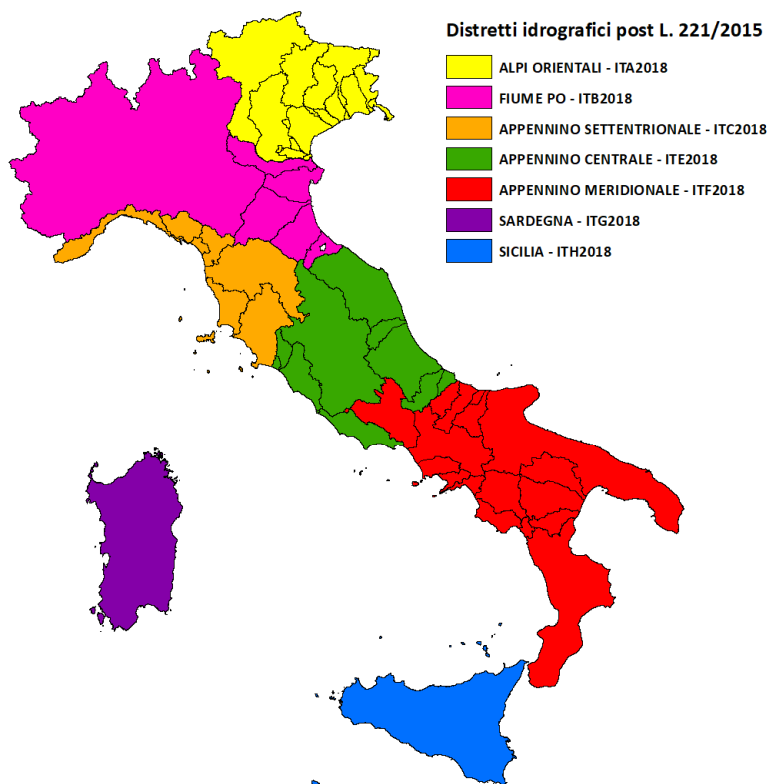 Distretti idrografici post L. 221/2015
ALPI ORIENTALI - ITA2018
FIUME PO - ITB2018
APPENNINO SETTENTRIONALE - ITC2018
APPENNINO CENTRALE - ITE2018
APPENNINO MERIDIONALE - ITF2018
SARDEGNA - ITG2018
SICILIA - ITH2018